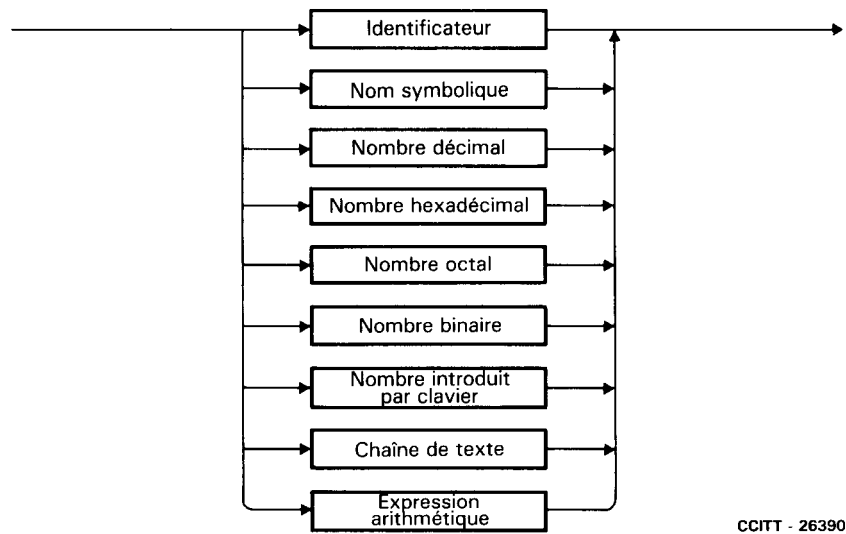 Identificateur
Nom symbolique
Nombre décimal
Nombre hexadécimal
Nombre octal
Nombre binaire
Nombre introduit
par clavier
Chaîne de texte
Expression
arithmétique
CCITT - 26390